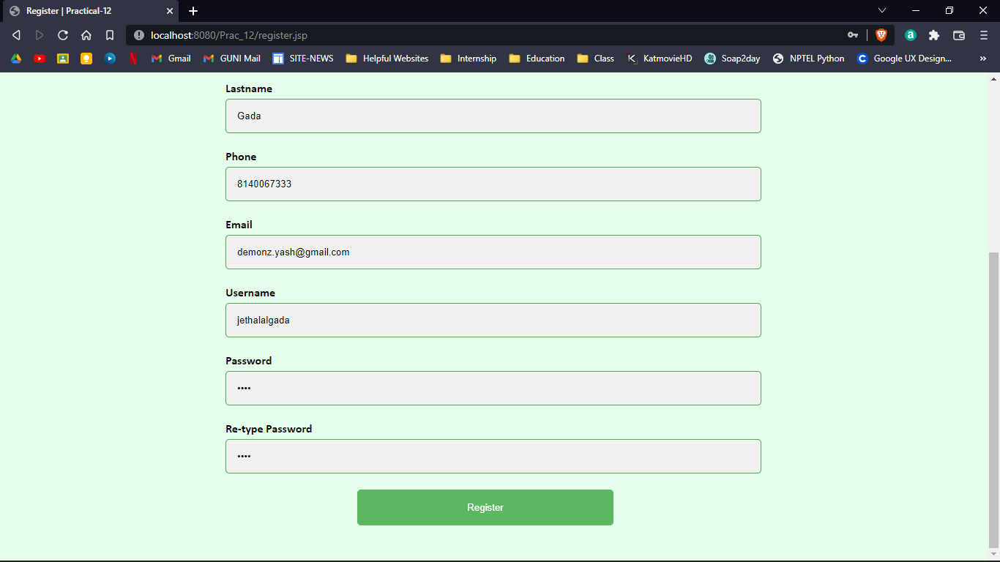 Register | Practical-12
localhost:8080/Prac_12/register.jsp
Gmail GUNI Mail SITE-NEWS Helpful Websites Internship Education Class KatmovieHD Soap2day NPTEL Python Google UX Design...
Lastname
Gada
Phone
8140067333
Email
demonz.yash@gmail.com
Username
jethalalgada
Password
••••
Re-type Password
••••
Register